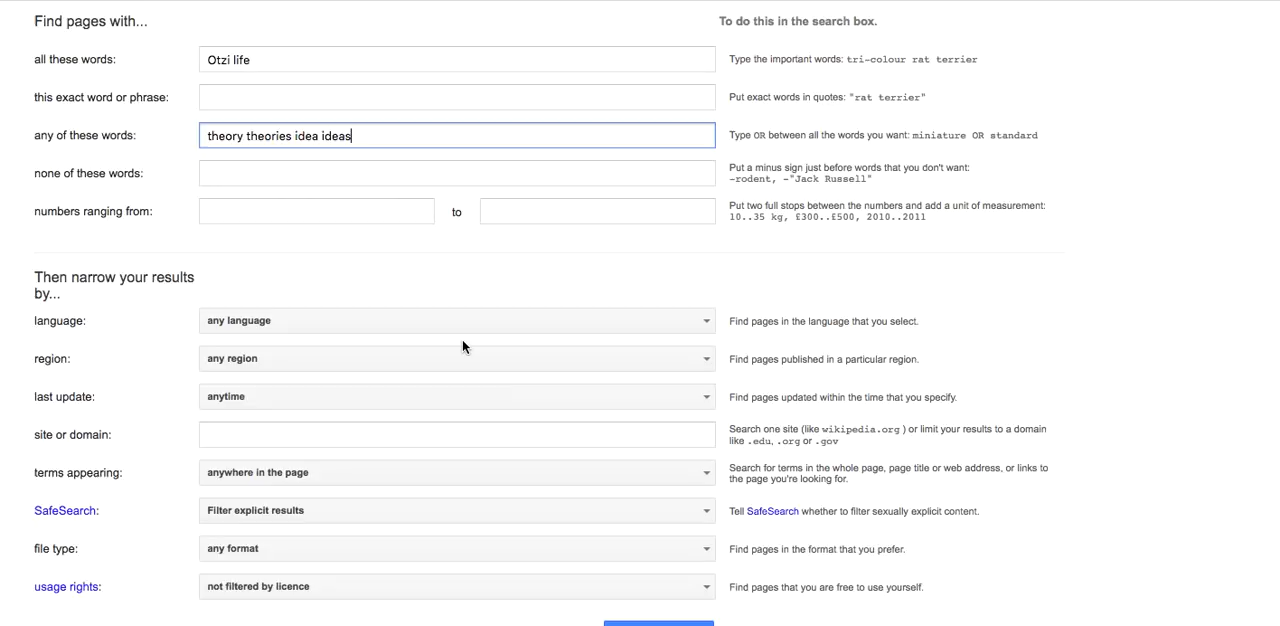 Find pages with...
To do this in the search box.
all these words:
Otzi life
Type the important words: tri-colour rat terrier
this exact word or phrase:
Put exact words in quotes: "rat terrier"
any of these words:
theory theories idea ideas
Type OR between all the words you want: miniature OR standard
none of these words:
Put a minus sign just before words that you don't want:
-rodent, -"Jack Russell"
numbers ranging from:
to
Put two full stops between the numbers and add a unit of measurement:
10..35 kg, £300..£500, 2010..2011
Then narrow your results
by...
language:
any language
Find pages in the language that you select.
region:
any region
Find pages published in a particular region.
last update:
anytime
Find pages updated within the time that you specify.
site or domain:
Search one site (like wikipedia.org ) or limit your results to a domain
like .edu, .org or .gov
terms appearing:
anywhere in the page
Search for terms in the whole page, page title or web address, or links to
the page you're looking for.
SafeSearch:
Filter explicit results
Tell SafeSearch whether to filter sexually explicit content.
file type:
any format
Find pages in the format that you prefer.
usage rights:
not filtered by licence
Find pages that you are free to use yourself.